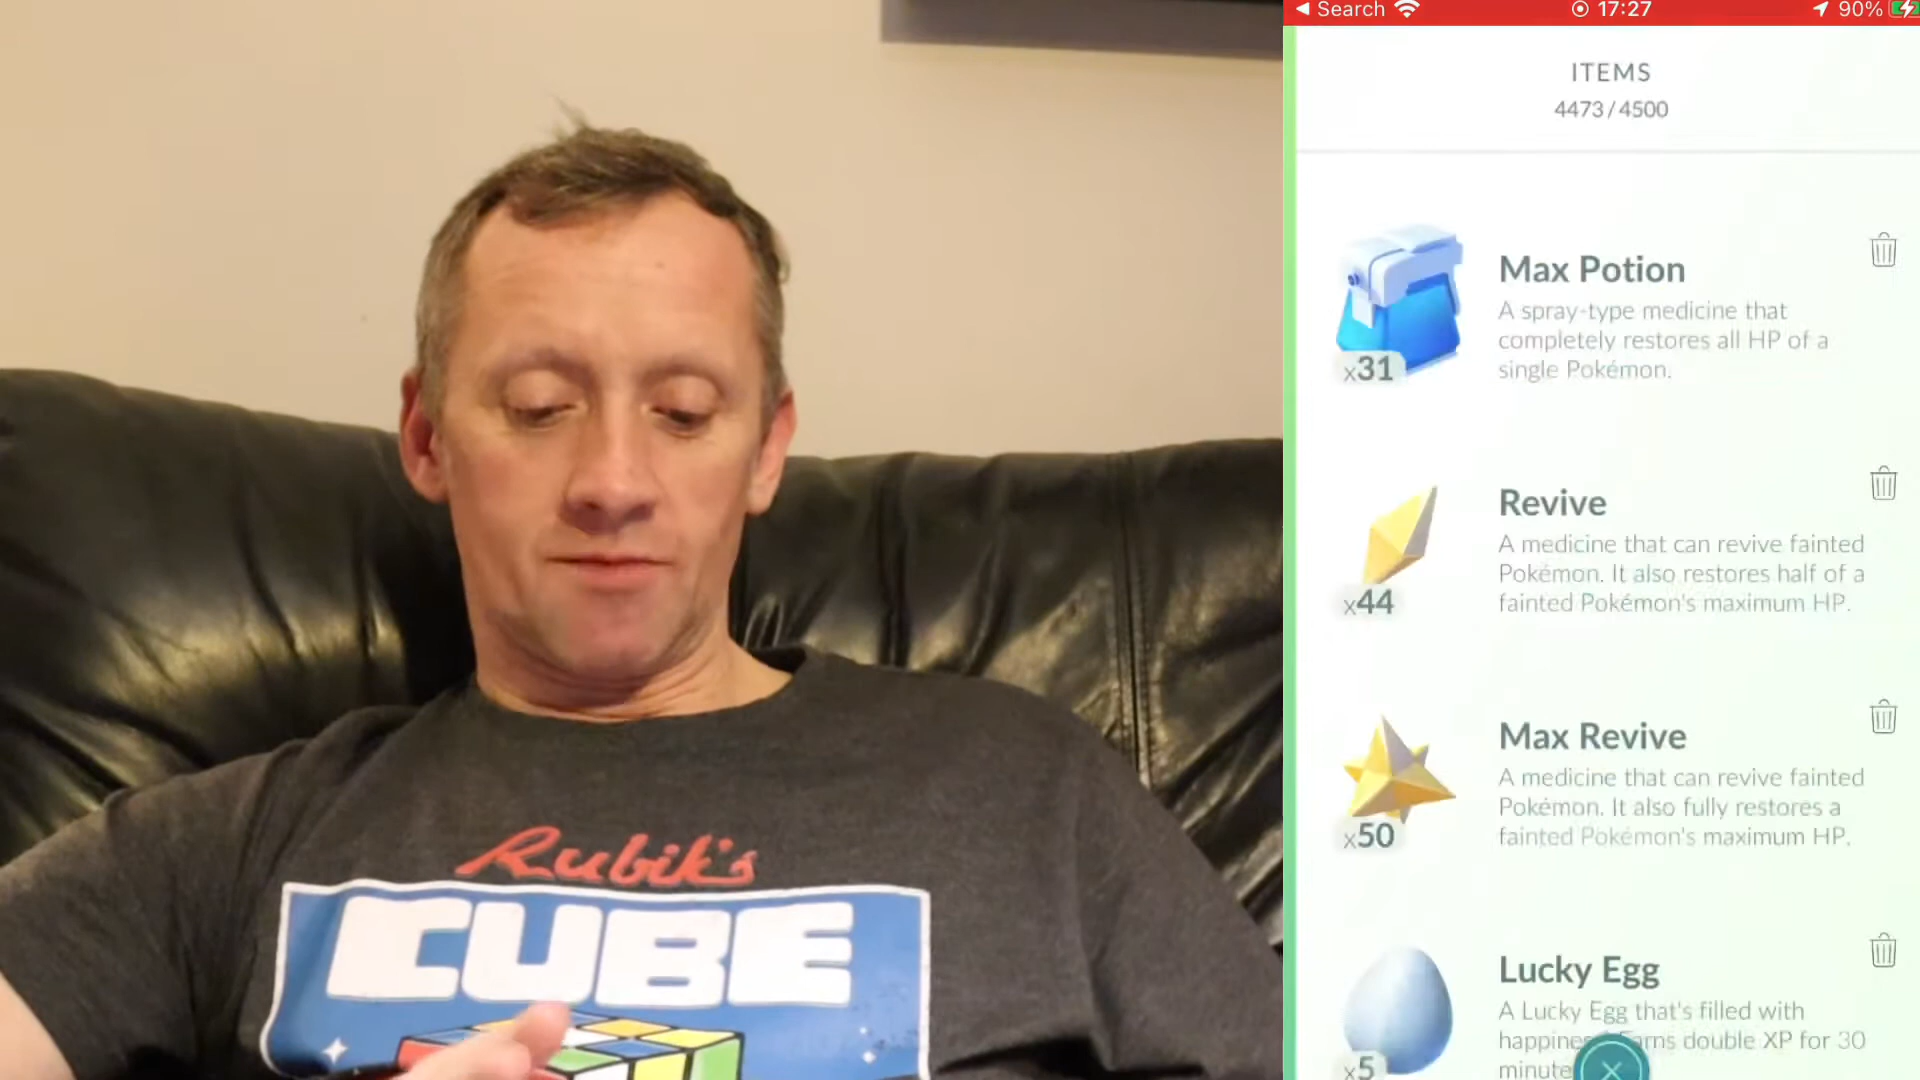 Rubik's
CUBE
◀ Search 17:27 90%
ITEMS
4473/4500
Max Potion
A spray-type medicine that
completely restores all HP of a
single Pokémon.
x31
Revive
A medicine that can revive fainted
Pokémon. It also restores half of a
fainted Pokémon's maximum HP.
x44
Max Revive
A medicine that can revive fainted
Pokémon. It also fully restores a
fainted Pokémon's maximum HP.
x50
Lucky Egg
A Lucky Egg that's filled with
double XP for 30
x5